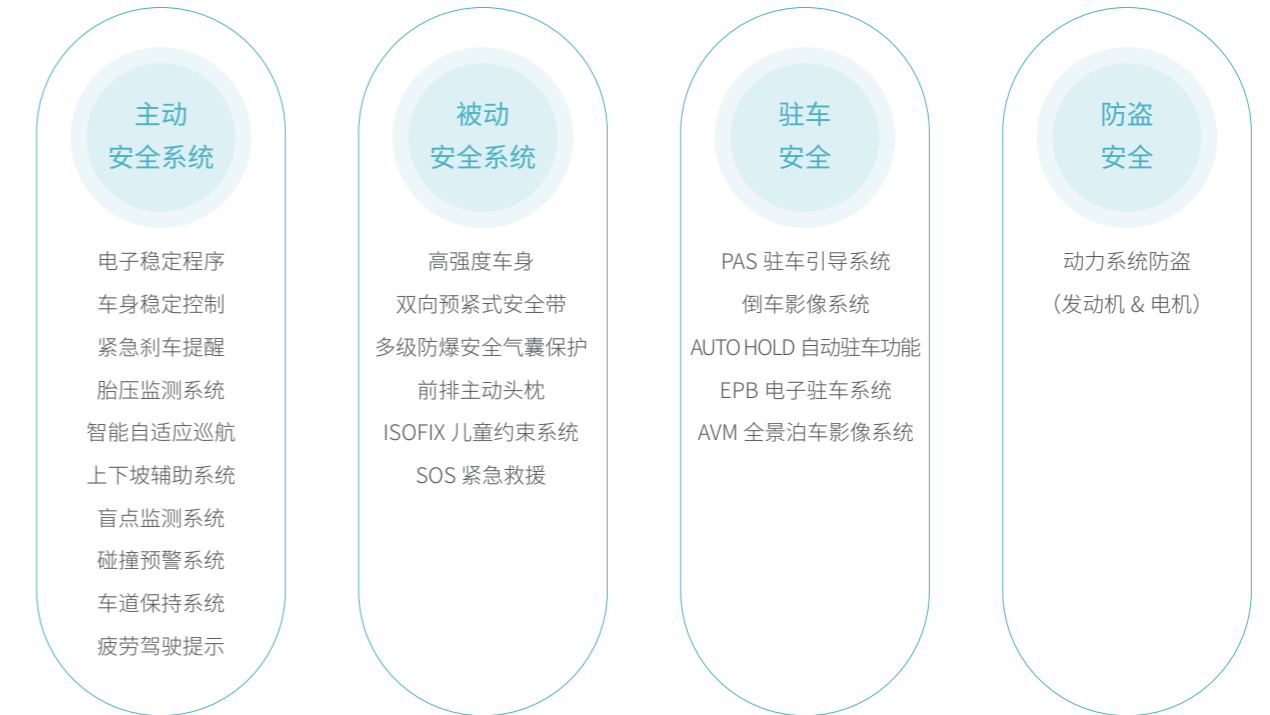 主动
安全系统
电子稳定程序
车身稳定控制
紧急刹车提醒
胎压监测系统
智能自适应巡航
上下坡辅助系统
盲点监测系统
碰撞预警系统
车道保持系统
疲劳驾驶提示
被动
安全系统
高强度车身
双向预紧式安全带
多级防爆安全气囊保护
前排主动头枕
ISOFIX 儿童约束系统
SOS 紧急救援
驻车
安全
PAS 驻车引导系统
倒车影像系统
AUTO HOLD 自动驻车功能
EPB 电子驻车系统
AVM 全景泊车影像系统
防盗
安全
动力系统防盗
（发动机 & 电机）